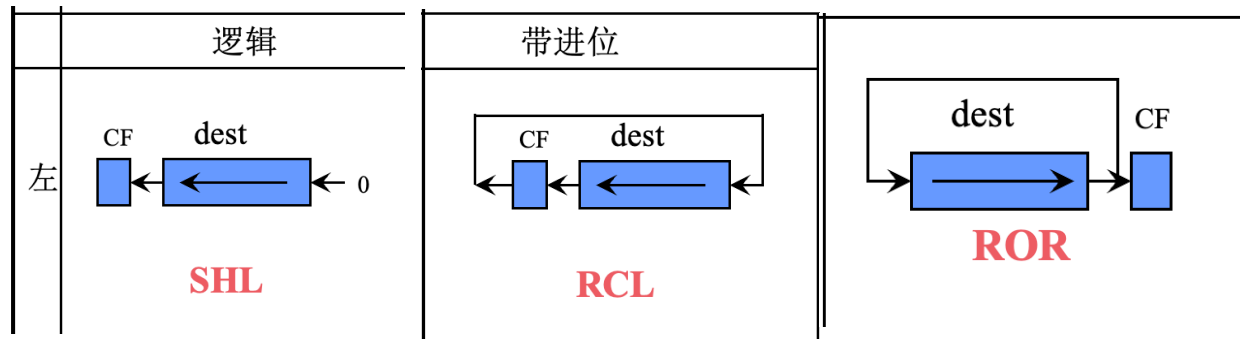 逻辑
带进位
左
CF
dest
0
SHL
CF
dest
RCL
dest
CF
ROR